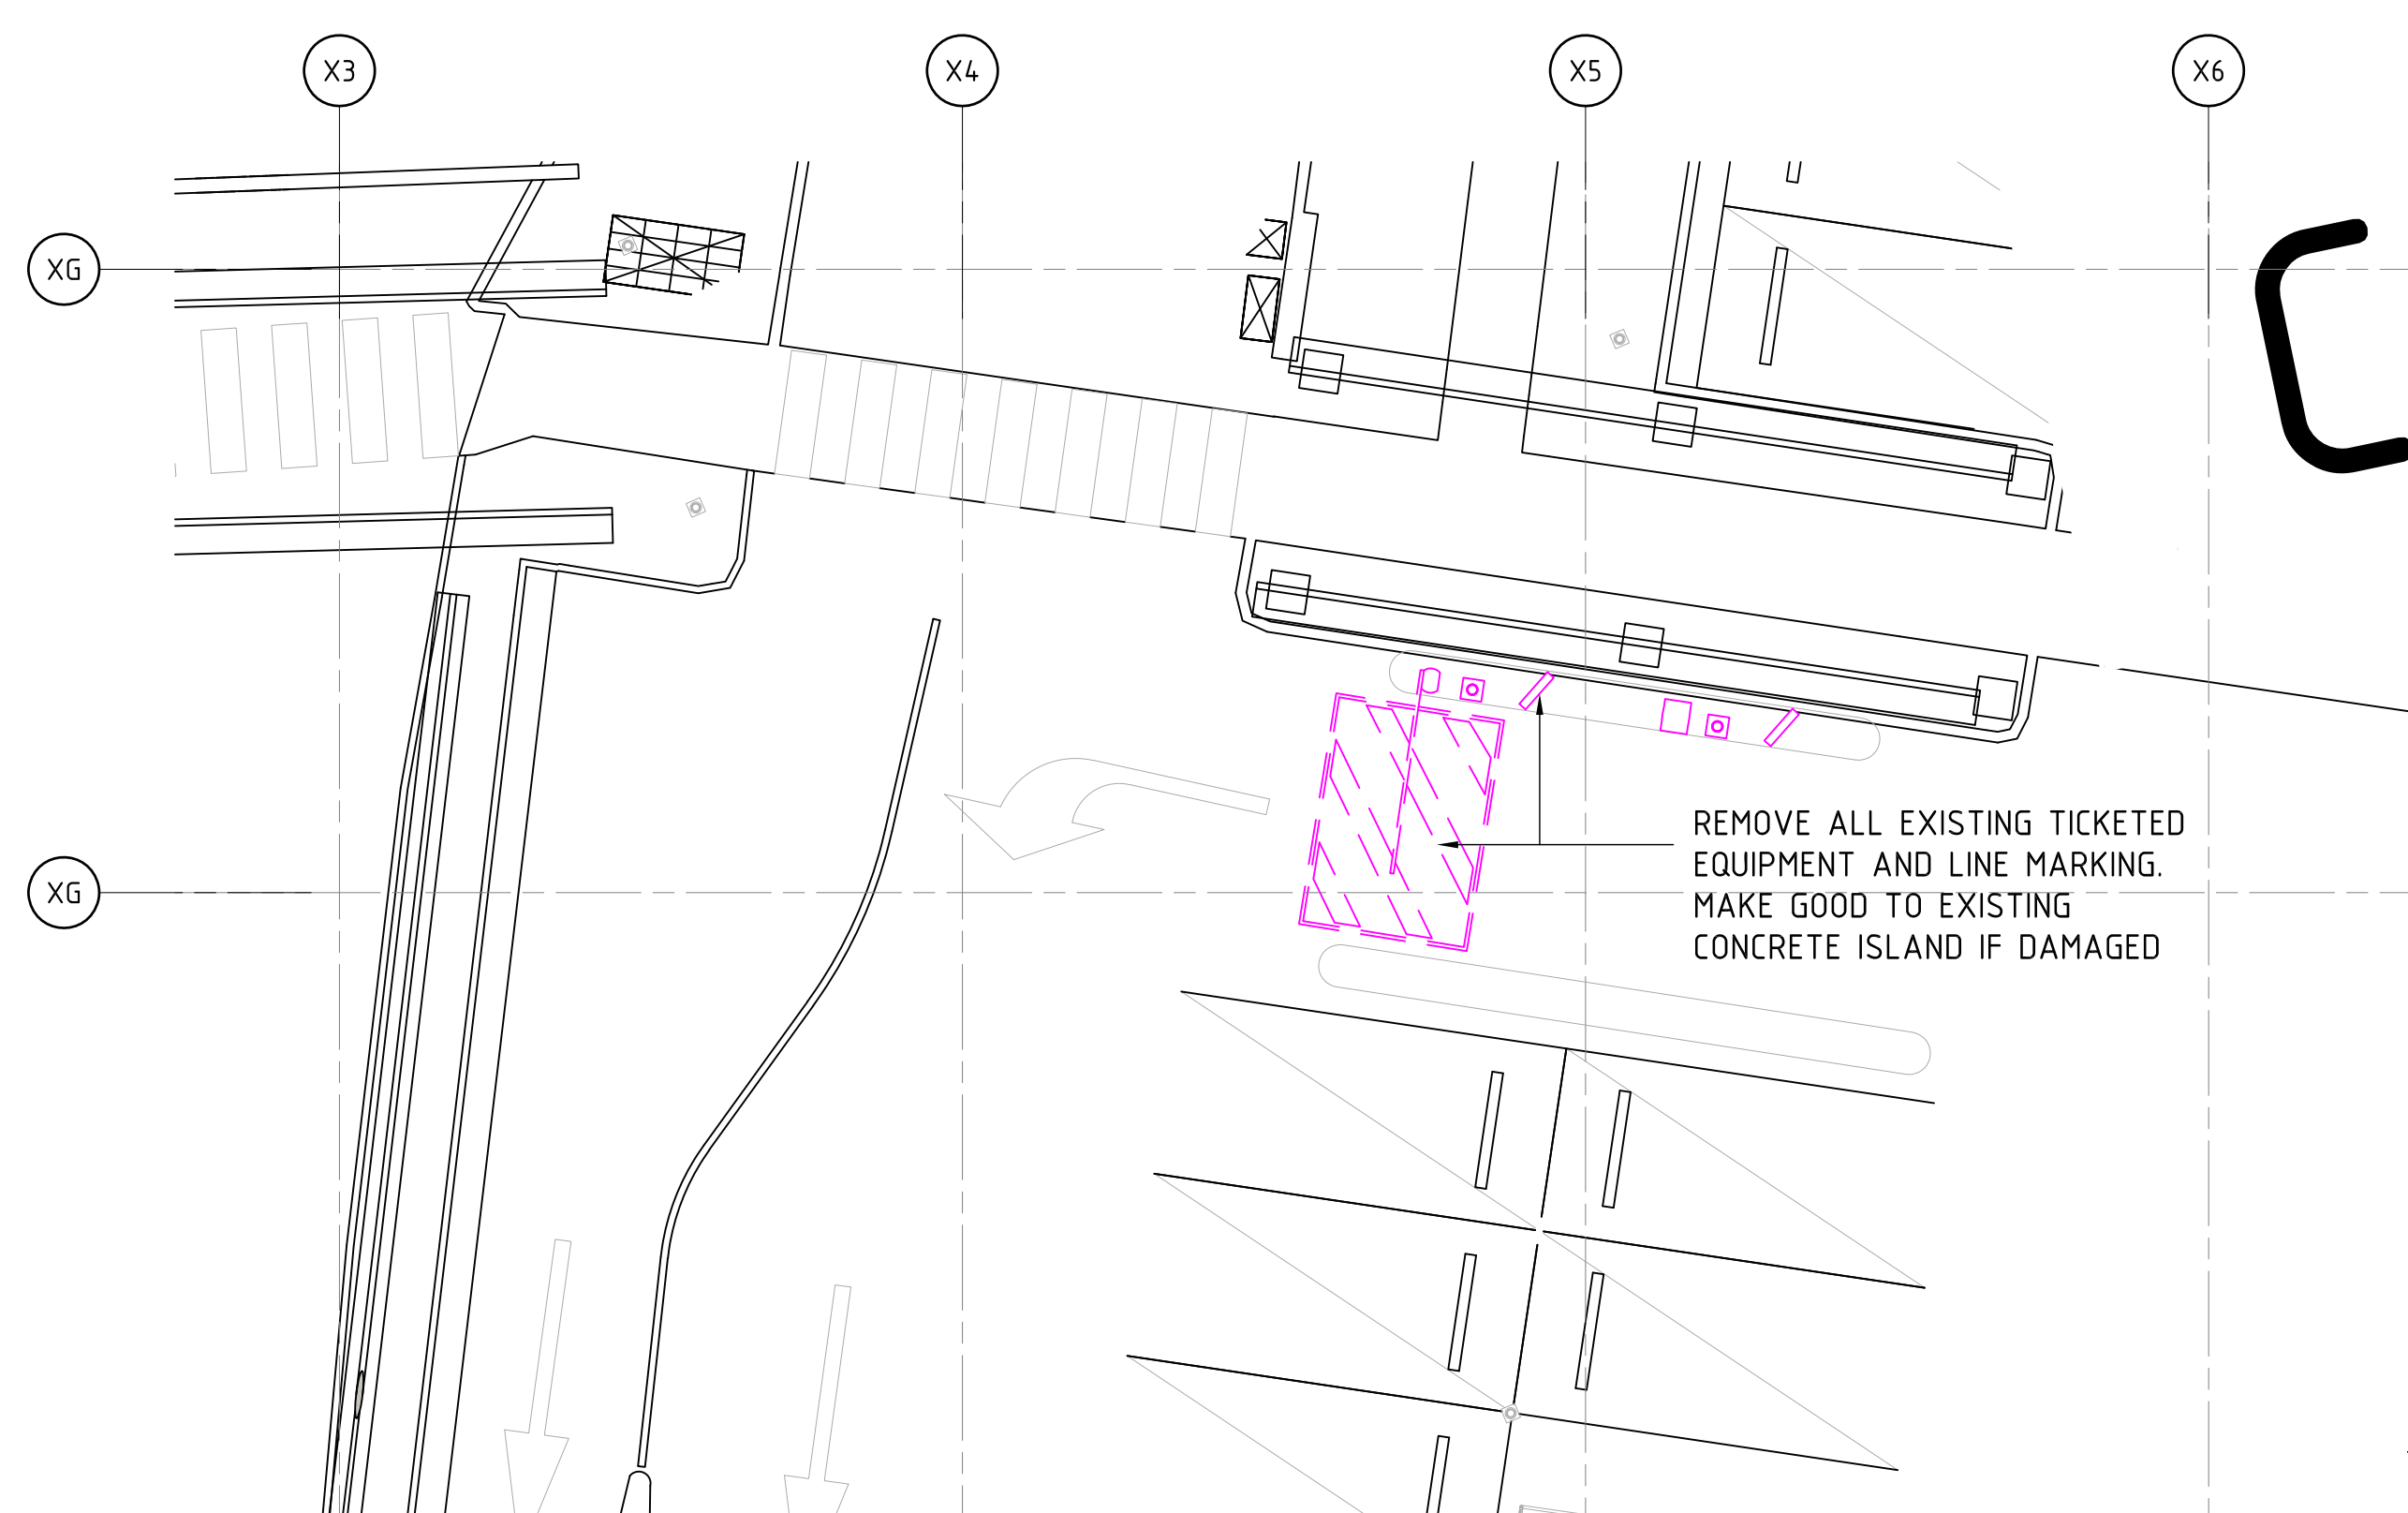 X3 X4 X5 X6
XG
XG
REMOVE ALL EXISTING TICKETED
EQUIPMENT AND LINE MARKING.
MAKE GOOD TO EXISTING
CONCRETE ISLAND IF DAMAGED